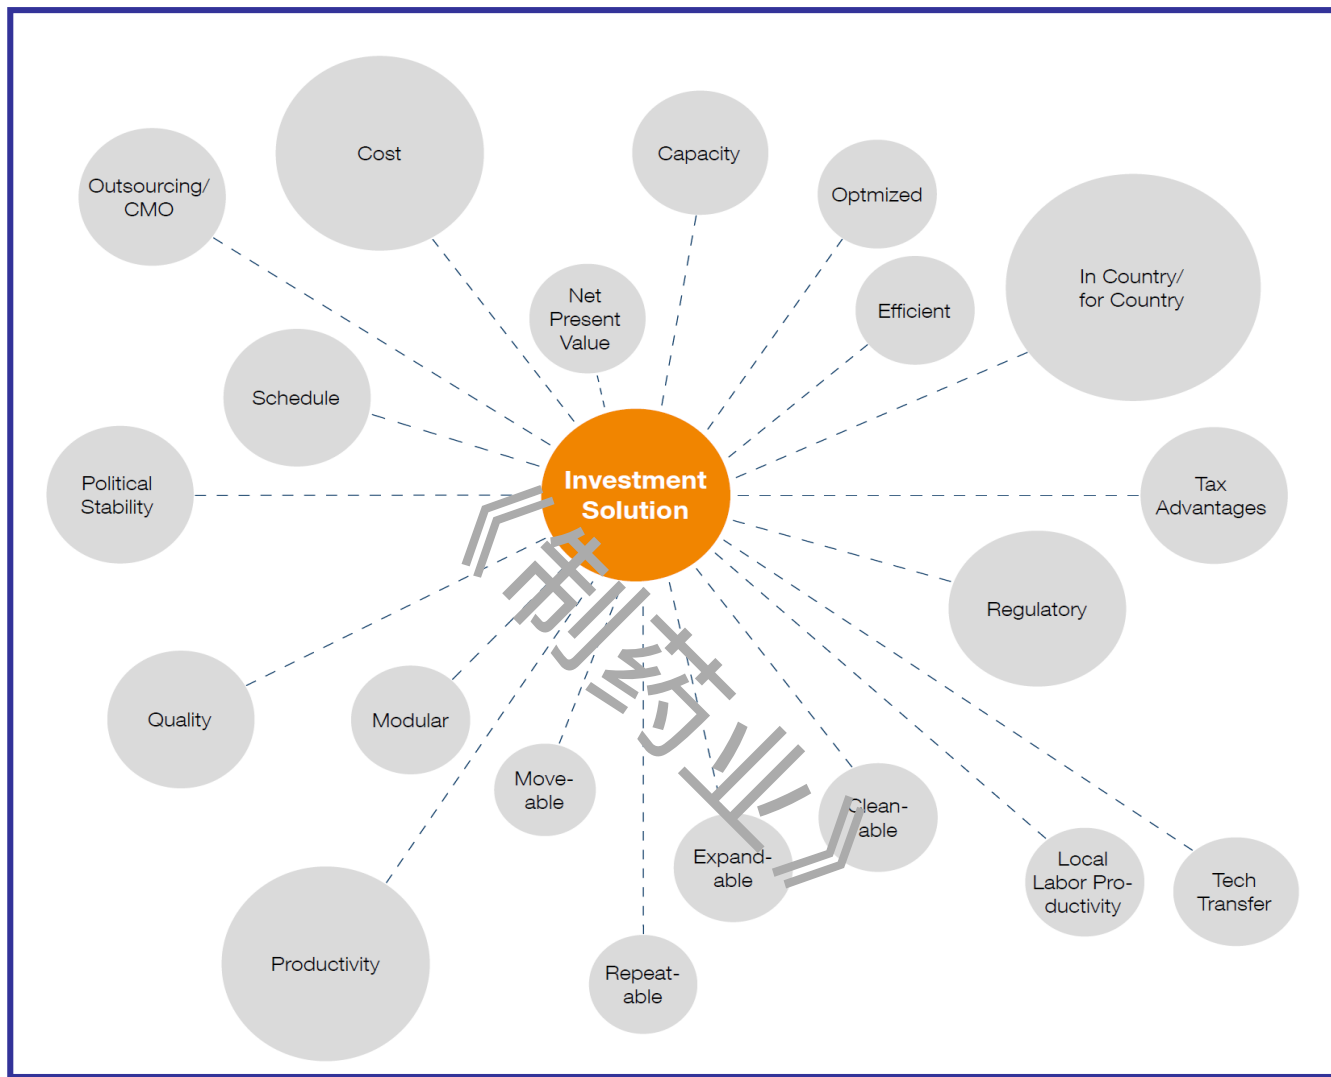 Cost
Capacity
Outsourcing/
CMO
Optmized
In Country/
for Country
Net
Present
Value
Efficient
Schedule
Investment
Solution
Political
Stability
Tax
Advantages
Regulatory
Quality
Modular
Move-
able
Clean-
able
Expand-
able
Local
Labor Pro-
ductivity
Tech
Transfer
Productivity
Repeat-
able
《制药业》